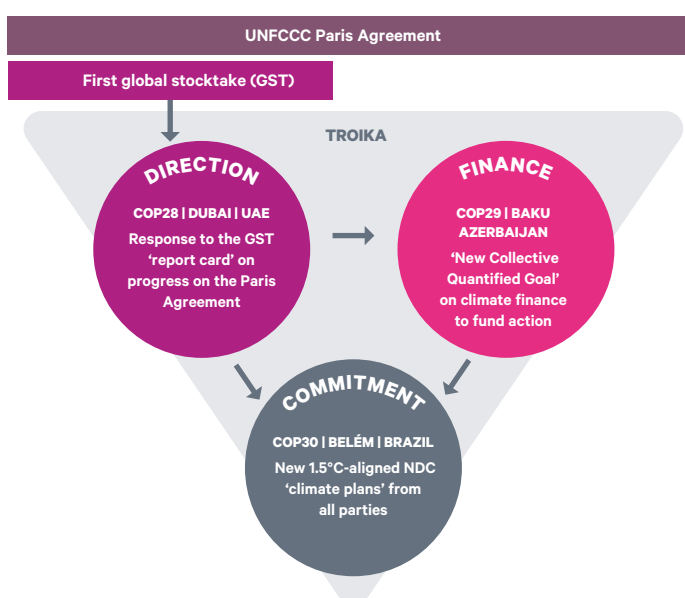 UNFCCC Paris Agreement
First global stocktake (GST)
TROIKA
DIRECTION
COP28 | DUBAI | UAE
Response to the GST
‘report card’ on
progress on the Paris
Agreement
FINANCE
COP29 | BAKU
AZERBAIJAN
‘New Collective
Quantified Goal’
on climate finance
to fund action
COMMITMENT
COP30 | BELÉM | BRAZIL
New 1.5°C-aligned NDC
‘climate plans’ from
all parties